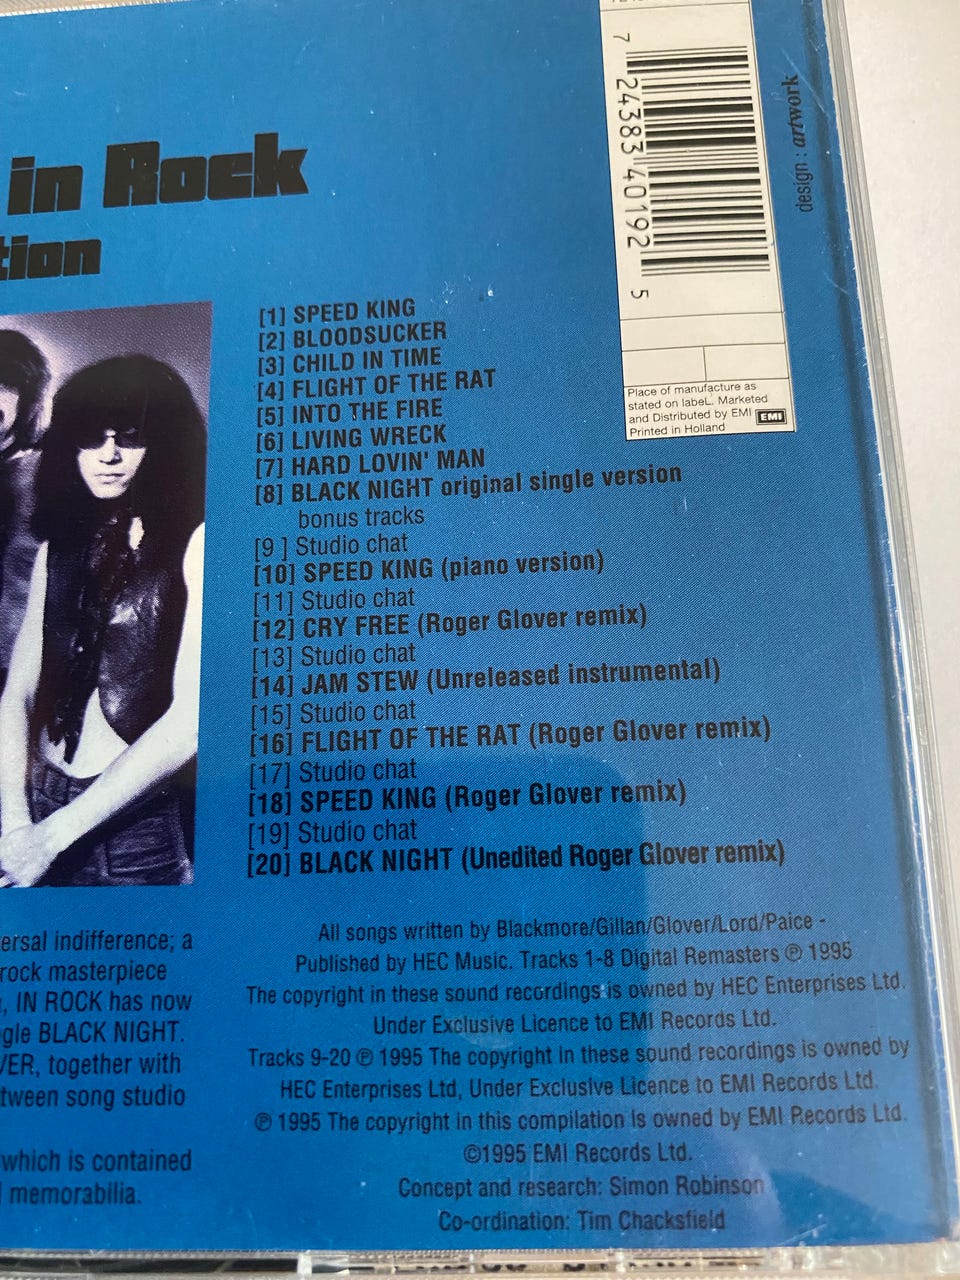 7 24383 40192 5
design : artwork
in Rock
tion
[1] SPEED KING
[2] BLOODSUCKER
[3] CHILD IN TIME
[4] FLIGHT OF THE RAT
[5] INTO THE FIRE
[6] LIVING WRECK
[7] HARD LOVIN' MAN
[8] BLACK NIGHT original single version
bonus tracks
[9 ] Studio chat
[10] SPEED KING (piano version)
[11] Studio chat
[12] CRY FREE (Roger Glover remix)
[13] Studio chat
[14] JAM STEW (Unreleased instrumental)
[15] Studio chat
[16] FLIGHT OF THE RAT (Roger Glover remix)
[17] Studio chat
[18] SPEED KING (Roger Glover remix)
[19] Studio chat
[20] BLACK NIGHT (Unedited Roger Glover remix)
Place of manufacture as
stated on labeL. Marketed
and Distributed by EMI EMI
Printed in Holland
ersal indifference; a
rock masterpiece
, IN ROCK has now
gle BLACK NIGHT.
VER, together with
tween song studio
which is contained
memorabilia.
All songs written by Blackmore/Gillan/Glover/Lord/Paice -
Published by HEC Music. Tracks 1-8 Digital Remasters ℗ 1995
The copyright in these sound recordings is owned by HEC Enterprises Ltd.
Under Exclusive Licence to EMI Records Ltd.
Tracks 9-20 ℗ 1995 The copyright in these sound recordings is owned by
HEC Enterprises Ltd, Under Exclusive Licence to EMI Records Ltd.
℗ 1995 The copyright in this compilation is owned by EMI Records Ltd.
©1995 EMI Records Ltd.
Concept and research: Simon Robinson
Co-ordination: Tim Chacksfield